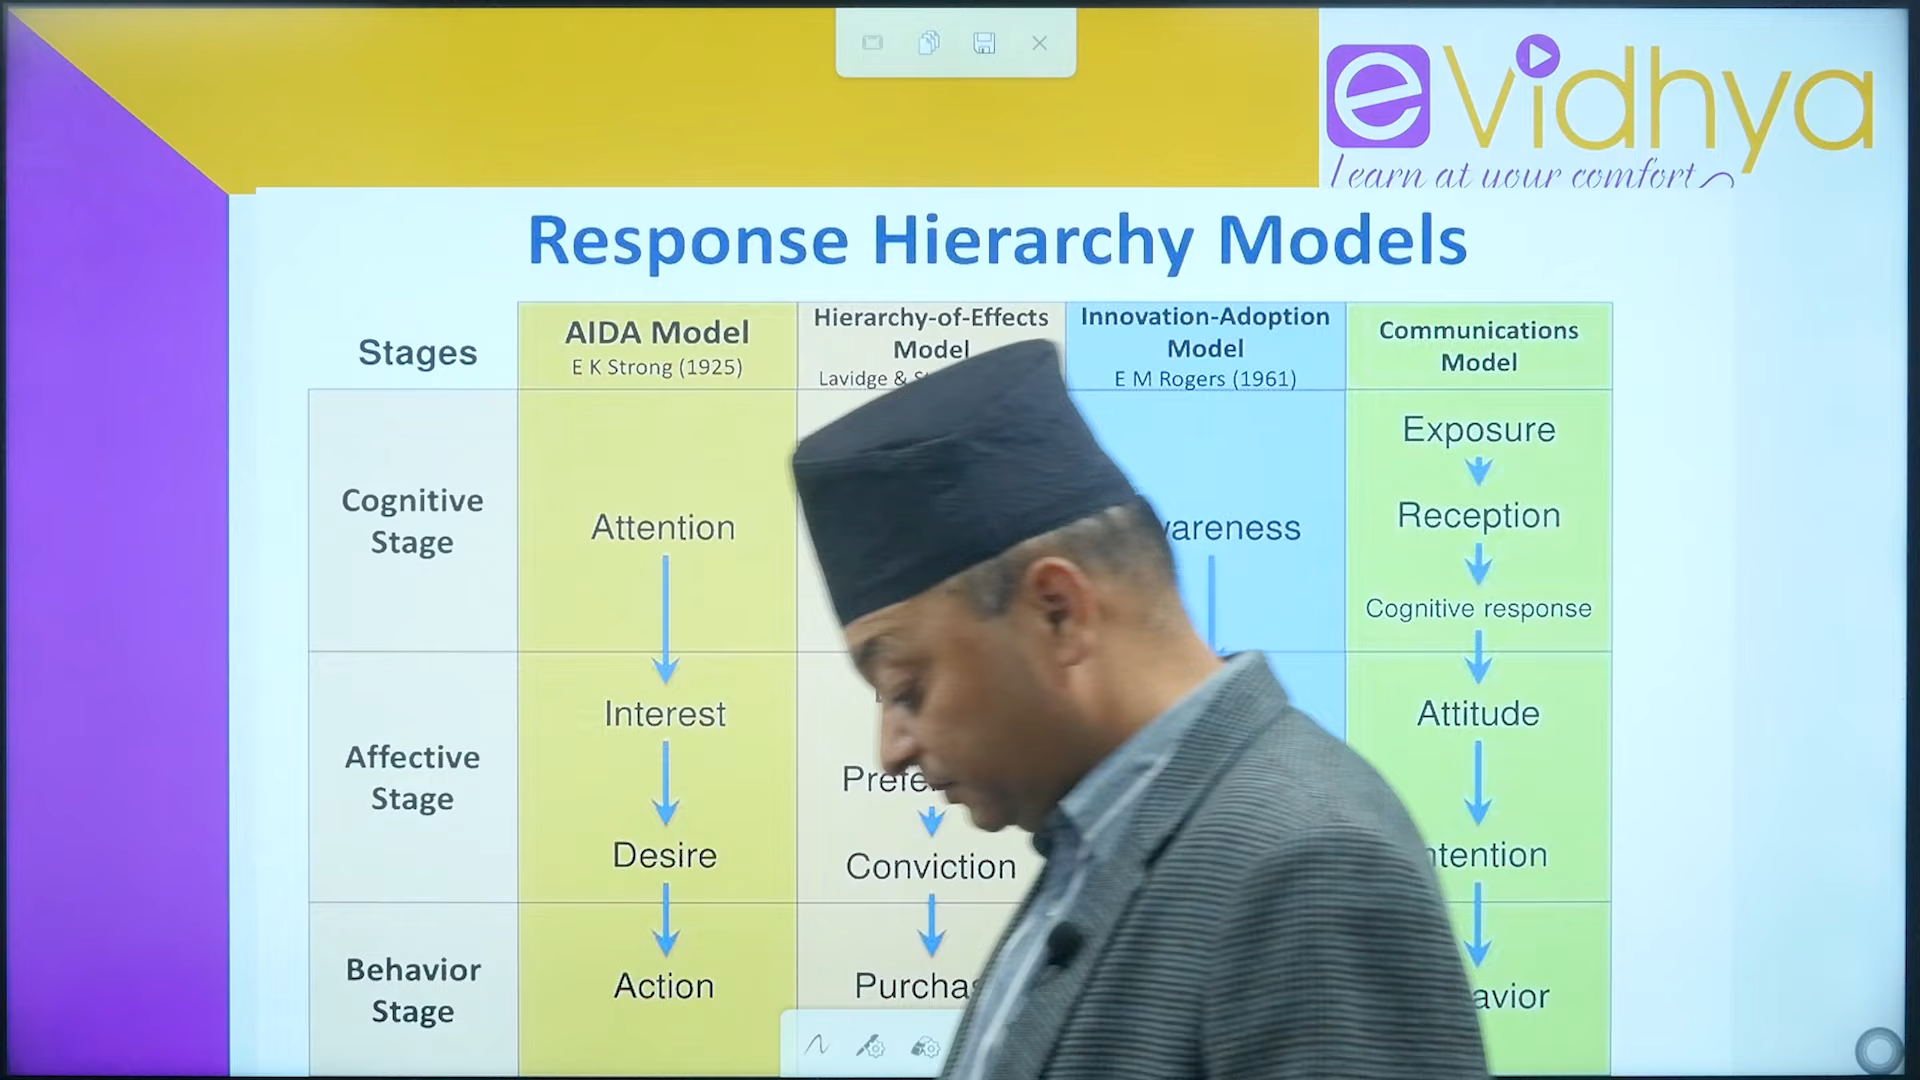 eVidhya
Learn at your comfort
Response Hierarchy Models
Stages
AIDA Model
E K Strong (1925)
Hierarchy-of-Effects
Model
Lavidge &
Innovation-Adoption
Model
E M Rogers (1961)
Communications
Model
Cognitive
Stage
Attention
Exposure
Reception
Cognitive response
Affective
Stage
Interest
Desire
Conviction
Attitude
Behavior
Stage
Action